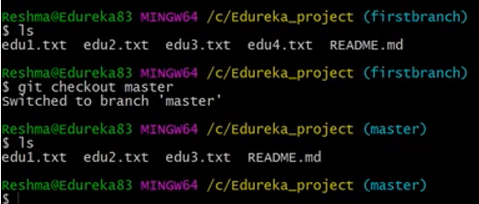 Reshma@Edureka83 MINGW64 /c/Edureka_project (firstbranch)
$ ls
edu1.txt  edu2.txt  edu3.txt  edu4.txt  README.md
Reshma@Edureka83 MINGW64 /c/Edureka_project (firstbranch)
$ git checkout master
Switched to branch 'master'
Reshma@Edureka83 MINGW64 /c/Edureka_project (master)
$ ls
edu1.txt  edu2.txt  edu3.txt  README.md
Reshma@Edureka83 MINGW64 /c/Edureka_project (master)
$